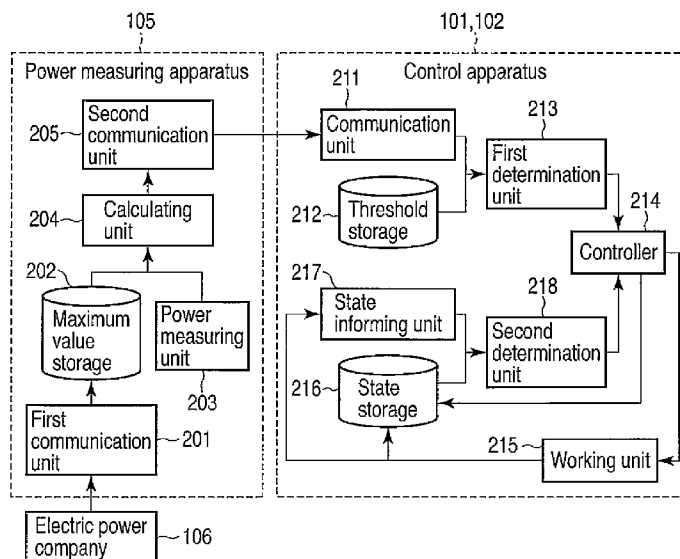 105
101,102
Power measuring apparatus
Control apparatus
205
Second
communication
unit
211
Communication
unit
213
First
determination
unit
204
Calculating
unit
212
Threshold
storage
214
Controller
202
Maximum
value
storage
Power
measuring
unit
203
217
State
informing unit
218
Second
determination
unit
216
State
storage
First
communication
unit
201
215
Working unit
Electric power
company
106